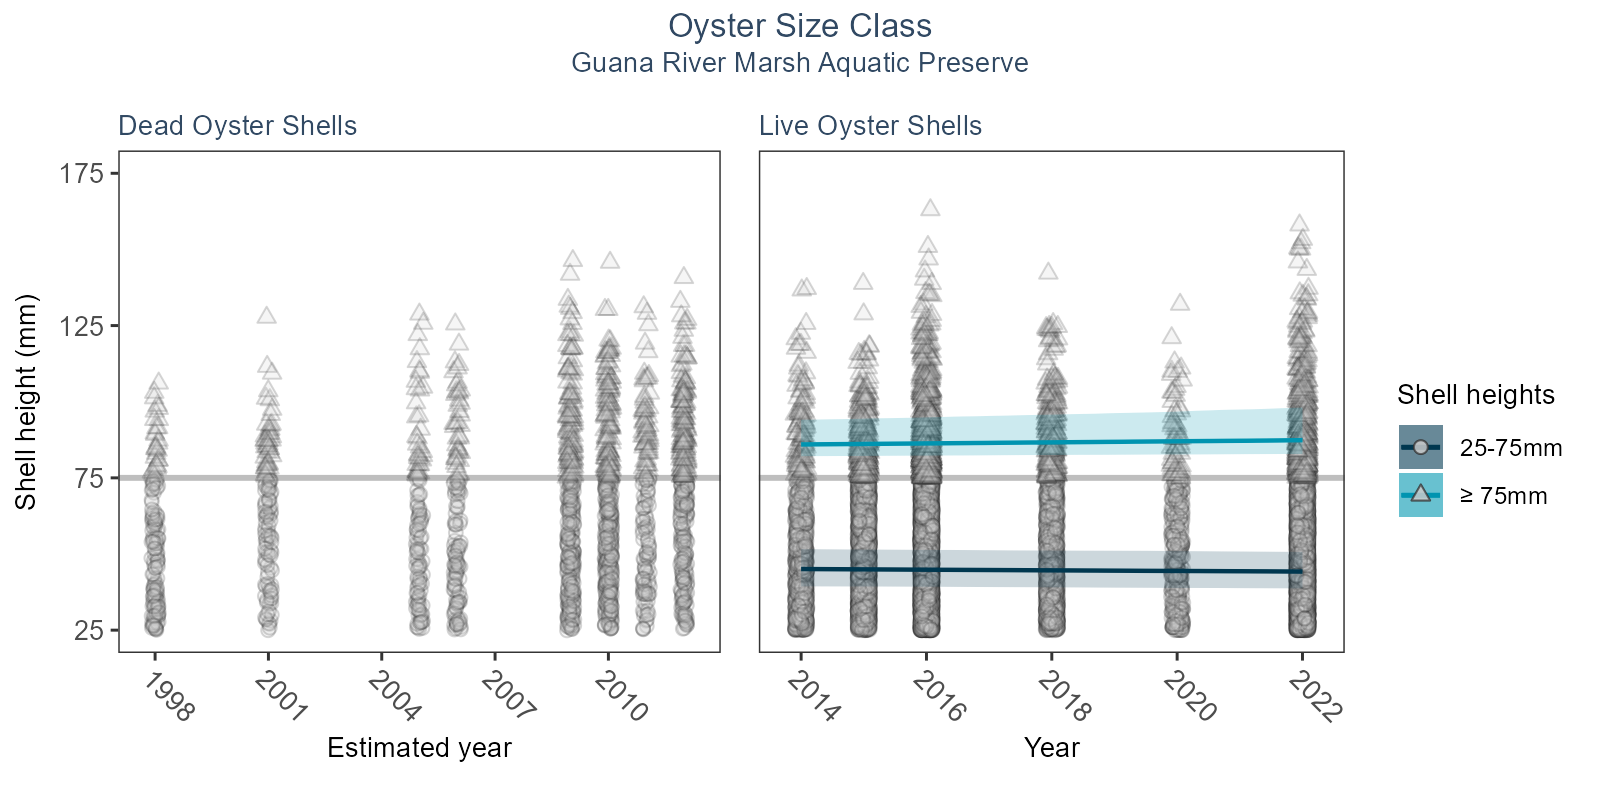 Oyster Size Class
Guana River Marsh Aquatic Preserve
Dead Oyster Shells
Live Oyster Shells
175
125
75
25
Shell height (mm)
1998
2001
2004
2007
2010
2014
2016
2018
2020
2022
Estimated year
Year
Shell heights
25-75mm
≥ 75mm